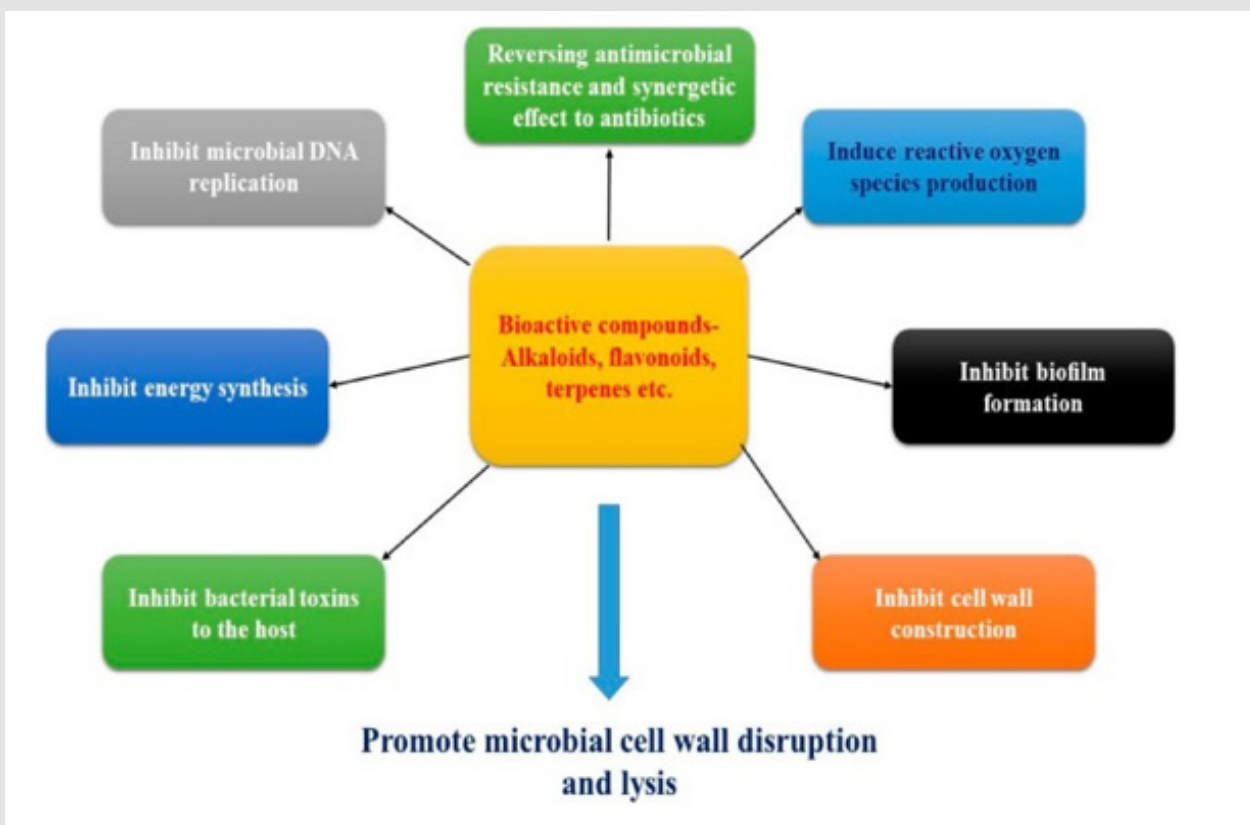 Reversing antimicrobial
resistance and synergetic
effect to antibiotics
Inhibit microbial DNA
replication
Induce reactive oxygen
species production
Bioactive compounds-
Alkaloids, flavonoids,
terpenes etc.
Inhibit energy synthesis
Inhibit biofilm
formation
Inhibit bacterial toxins
to the host
Inhibit cell wall
construction
Promote microbial cell wall disruption
and lysis